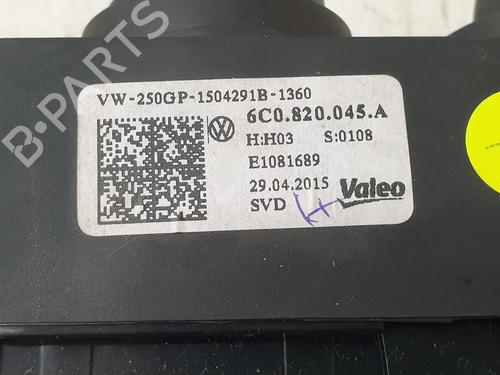 VW-250GP-1504291B-1360
6C0.820.045.A
H:H03 S:0108
E1081689
29.04.2015 Valeo
SVD
B-PARTS